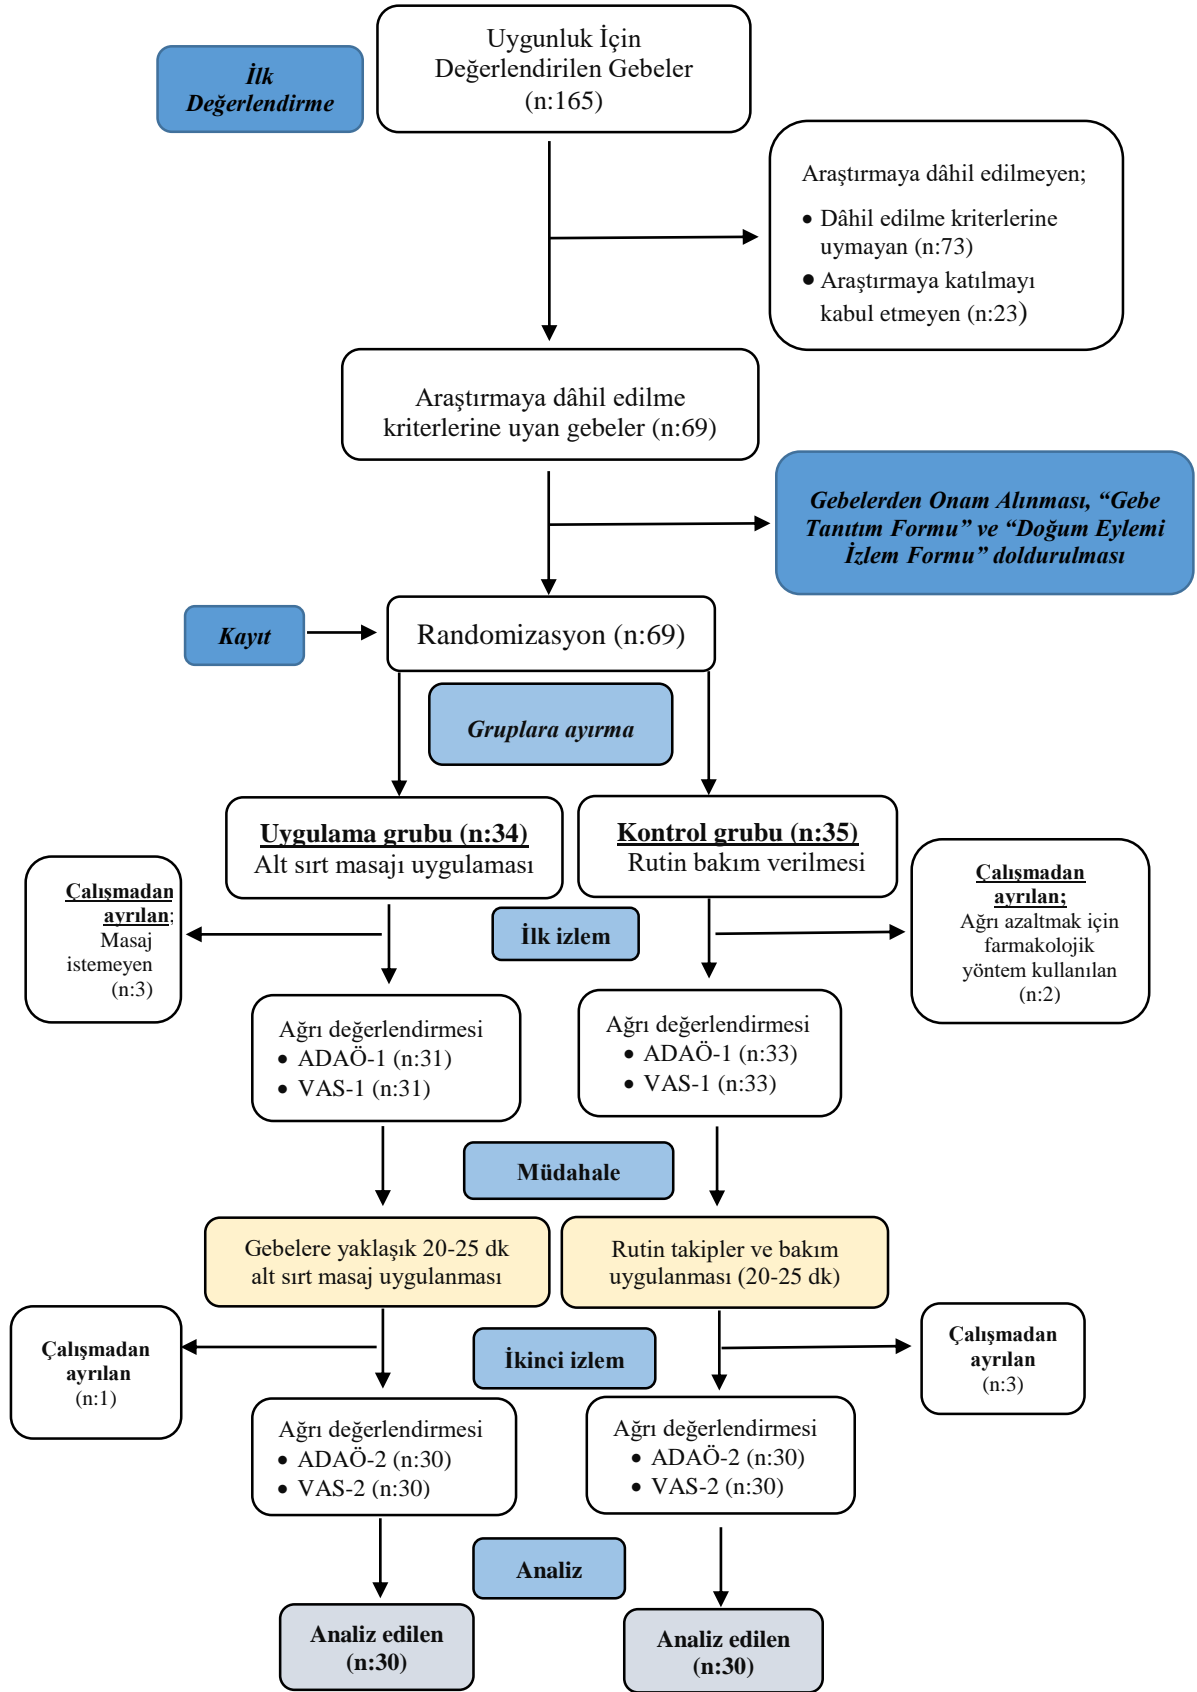 Uygunluk İçin
Değerlendirilen Gebeler
(n:165)
İlk
Değerlendirme
Araştırmaya dâhil edilmeyen;
• Dâhil edilme kriterlerine
uymayan (n:73)
• Araştırmaya katılmayı
kabul etmeyen (n:23)
Araştırmaya dâhil edilme
kriterlerine uyan gebeler (n:69)
Gebelerden Onam Alınması, “Gebe
Tanıtım Formu” ve “Doğum Eylemi
İzlem Formu” doldurulması
Kayıt
Randomizasyon (n:69)
Gruplara ayırma
Uygulama grubu (n:34)
Alt sırt masajı uygulaması
Kontrol grubu (n:35)
Rutin bakım verilmesi
Çalışmadan
ayrılan;
Masaj
istemeyen
(n:3)
İlk izlem
Çalışmadan
ayrılan;
Ağrı azaltmak için
farmakolojik
yöntem kullanılan
(n:2)
Ağrı değerlendirmesi
• ADAÖ-1 (n:31)
• VAS-1 (n:31)
Ağrı değerlendirmesi
• ADAÖ-1 (n:33)
• VAS-1 (n:33)
Müdahale
Gebelere yaklaşık 20-25 dk
alt sırt masaj uygulanması
Rutin takipler ve bakım
uygulanması (20-25 dk)
Çalışmadan
ayrılan
(n:1)
İkinci izlem
Çalışmadan
ayrılan
(n:3)
Ağrı değerlendirmesi
• ADAÖ-2 (n:30)
• VAS-2 (n:30)
Ağrı değerlendirmesi
• ADAÖ-2 (n:30)
• VAS-2 (n:30)
Analiz
Analiz edilen
(n:30)
Analiz edilen
(n:30)